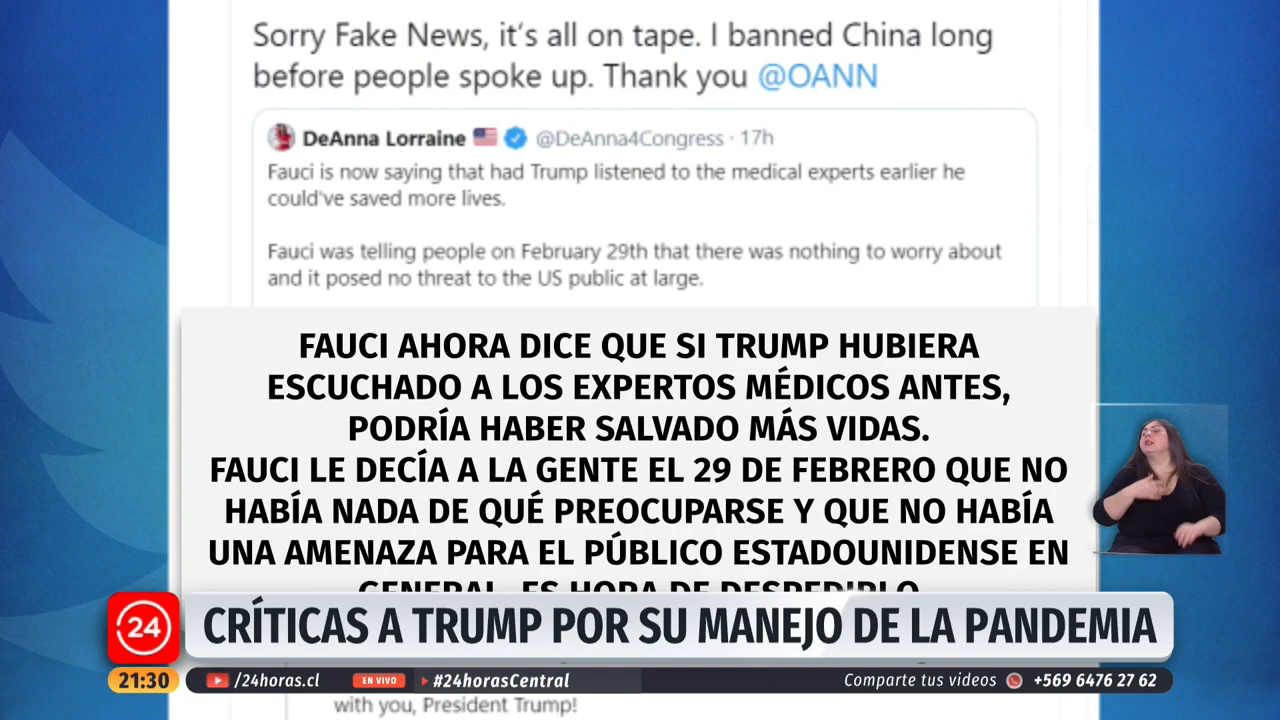 Sorry Fake News, it's all on tape. I banned China long
before people spoke up. Thank you @OANN
DeAnna Lorraine @DeAnna4Congress · 17h
Fauci is now saying that had Trump listened to the medical experts earlier he
could've saved more lives.
Fauci was telling people on February 29th that there was nothing to worry about
and it posed no threat to the US public at large.
FAUCI AHORA DICE QUE SI TRUMP HUBIERA
ESCUCHADO A LOS EXPERTOS MÉDICOS ANTES,
PODRÍA HABER SALVADO MÁS VIDAS.
FAUCI LE DECÍA A LA GENTE EL 29 DE FEBRERO QUE NO
HABÍA NADA DE QUÉ PREOCUPARSE Y QUE NO HABÍA
UNA AMENAZA PARA EL PÚBLICO ESTADOUNIDENSE EN
GENERAL. ES HORA DE DESPEDIRLO
24 CRÍTICAS A TRUMP POR SU MANEJO DE LA PANDEMIA
21:30 /24horas.cl EN VIVO #24horasCentral Comparte tus videos +569 6476 27 62
with you, President Trump!